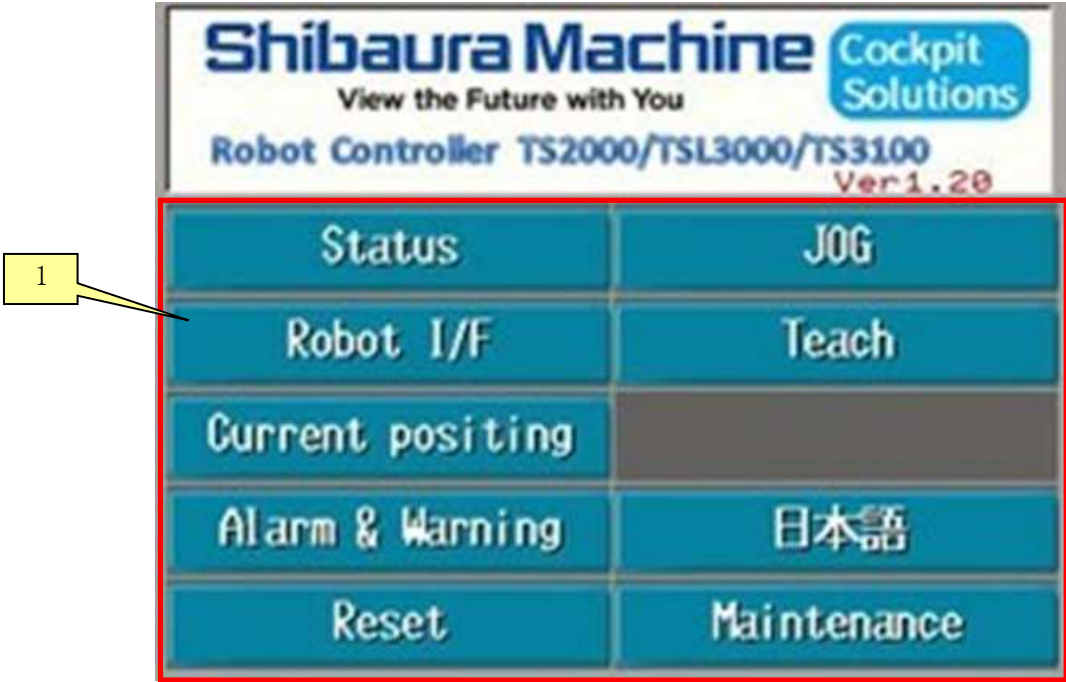 Shibaura Machine
Cockpit
Solutions
View the Future with You
Robot Controller TS2000/TSL3000/TS3100
Ver1.20
Status
JOG
1
Robot I/F
Teach
Current positing
Alarm & Warning
日本語
Reset
Maintenance